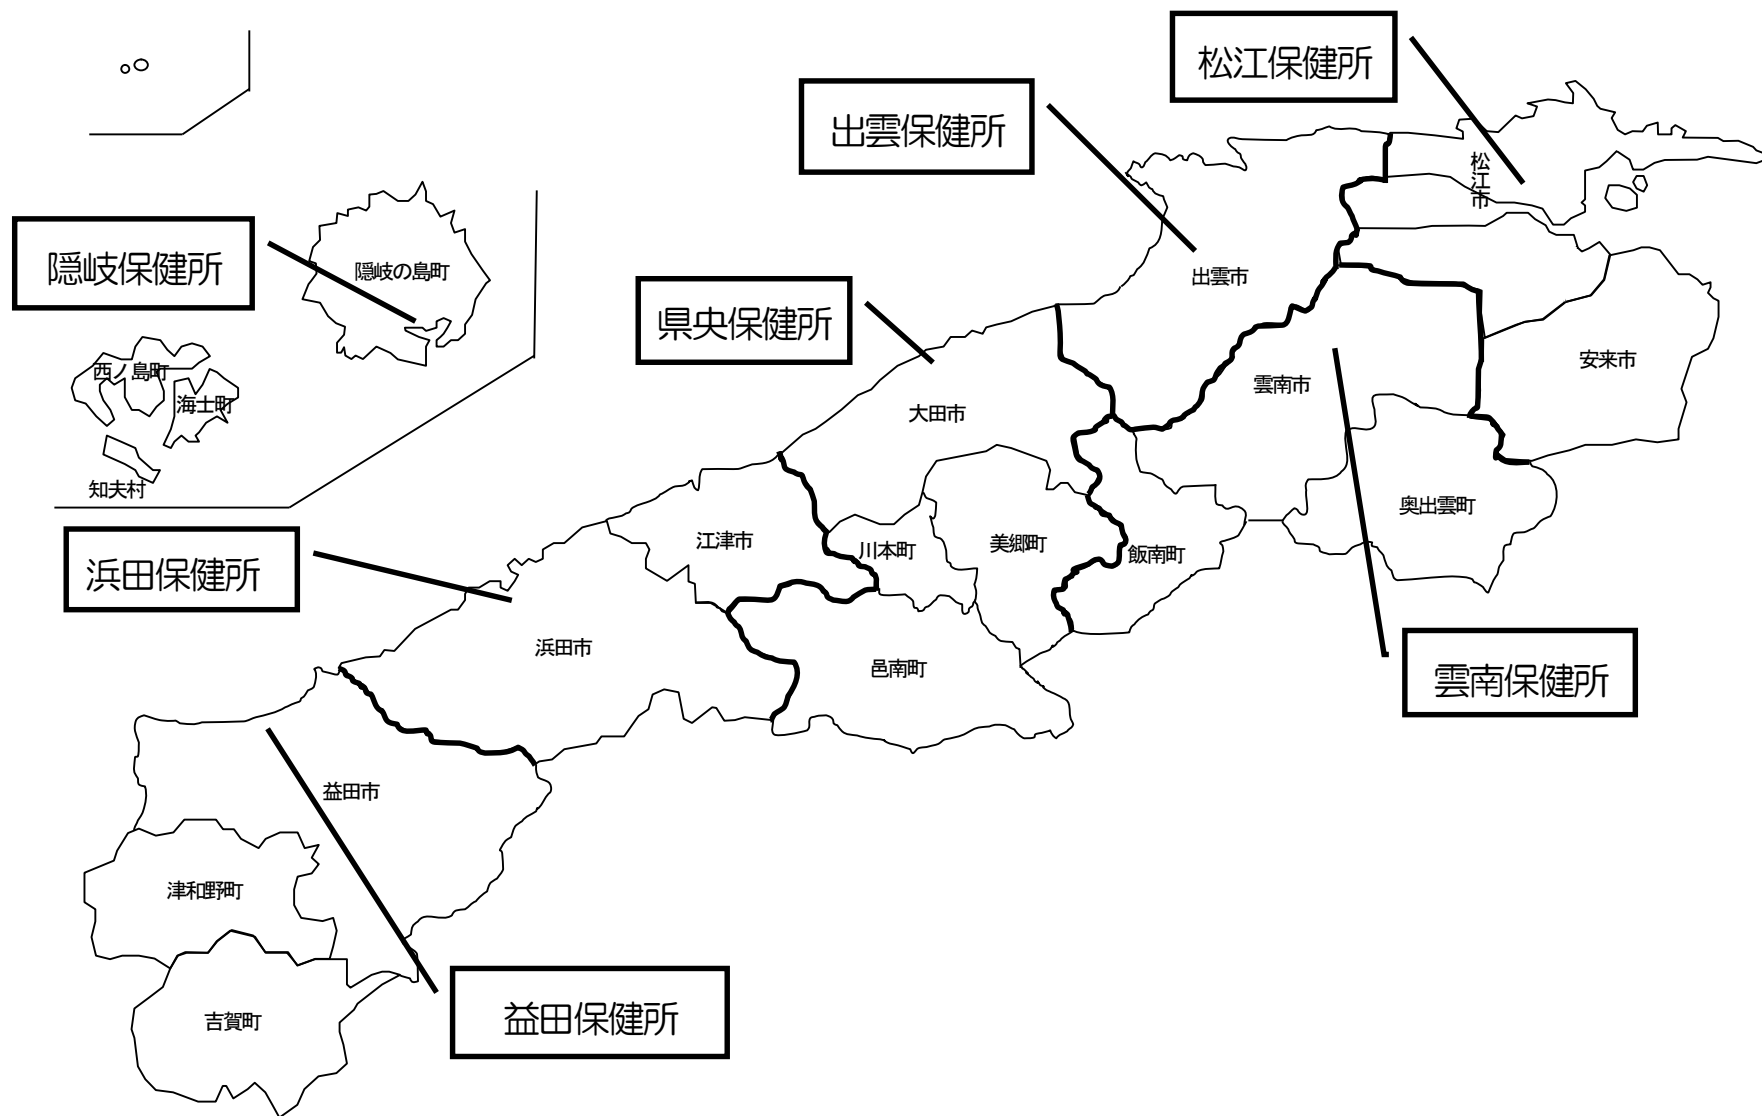 松江保健所
出雲保健所
松江市
隠岐保健所
隠岐の島町
出雲市
県央保健所
安来市
西ノ島町
雲南市
海士町
大田市
知夫村
奥出雲町
江津市
川本町
美郷町
飯南町
浜田保健所
浜田市
邑南町
雲南保健所
益田市
津和野町
吉賀町
益田保健所